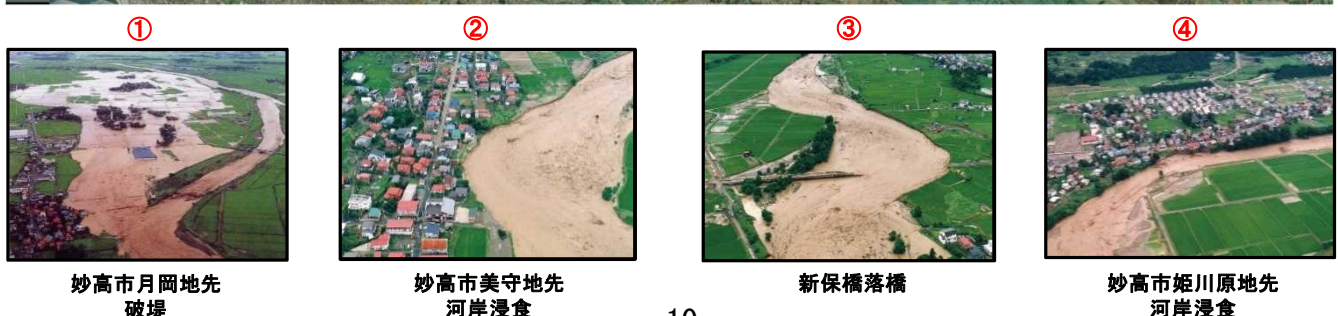 ①
②
③
④
妙高市月岡地先
破堤
妙高市美守地先
河岸浸食
新保橋落橋
妙高市姫川原地先
河岸浸食